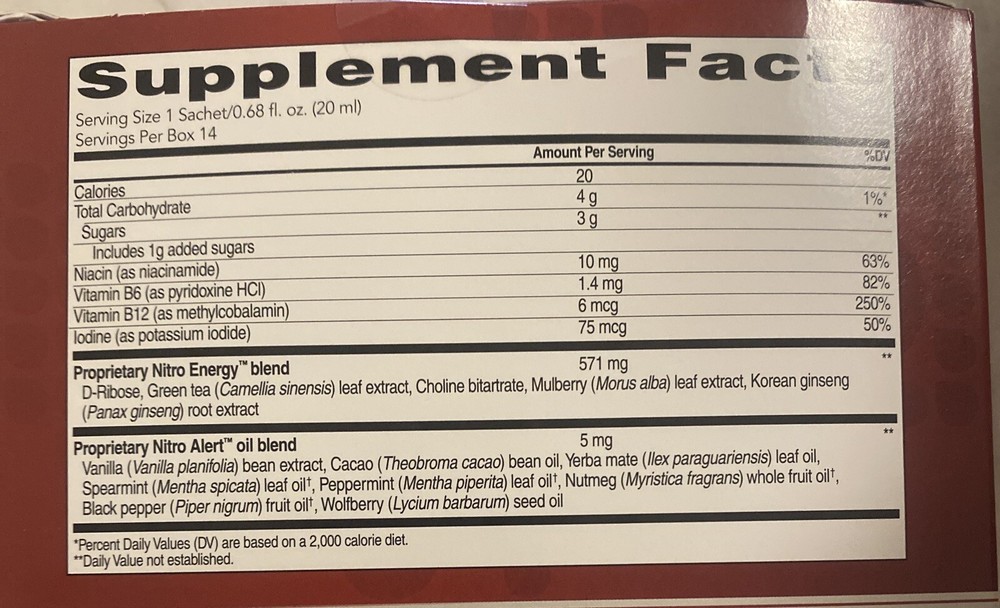 Supplement Fac
Serving Size 1 Sachet/0.68 fl. oz. (20 ml)
Servings Per Box 14
Amount Per Serving %DV
Calories 20
Total Carbohydrate 4 g 1%*
Sugars 3 g **
Includes 1g added sugars
Niacin (as niacinamide) 10 mg 63%
Vitamin B6 (as pyridoxine HCl) 1.4 mg 82%
Vitamin B12 (as methylcobalamin) 6 mcg 250%
Iodine (as potassium iodide) 75 mcg 50%
Proprietary Nitro Energy™ blend 571 mg **
D-Ribose, Green tea (Camellia sinensis) leaf extract, Choline bitartrate, Mulberry (Morus alba) leaf extract, Korean ginseng
(Panax ginseng) root extract
Proprietary Nitro Alert™ oil blend 5 mg **
Vanilla (Vanilla planifolia) bean extract, Cacao (Theobroma cacao) bean oil, Yerba mate (Ilex paraguariensis) leaf oil,
Spearmint (Mentha spicata) leaf oil†, Peppermint (Mentha piperita) leaf oil†, Nutmeg (Myristica fragrans) whole fruit oil†,
Black pepper (Piper nigrum) fruit oil†, Wolfberry (Lycium barbarum) seed oil
*Percent Daily Values (DV) are based on a 2,000 calorie diet.
**Daily Value not established.